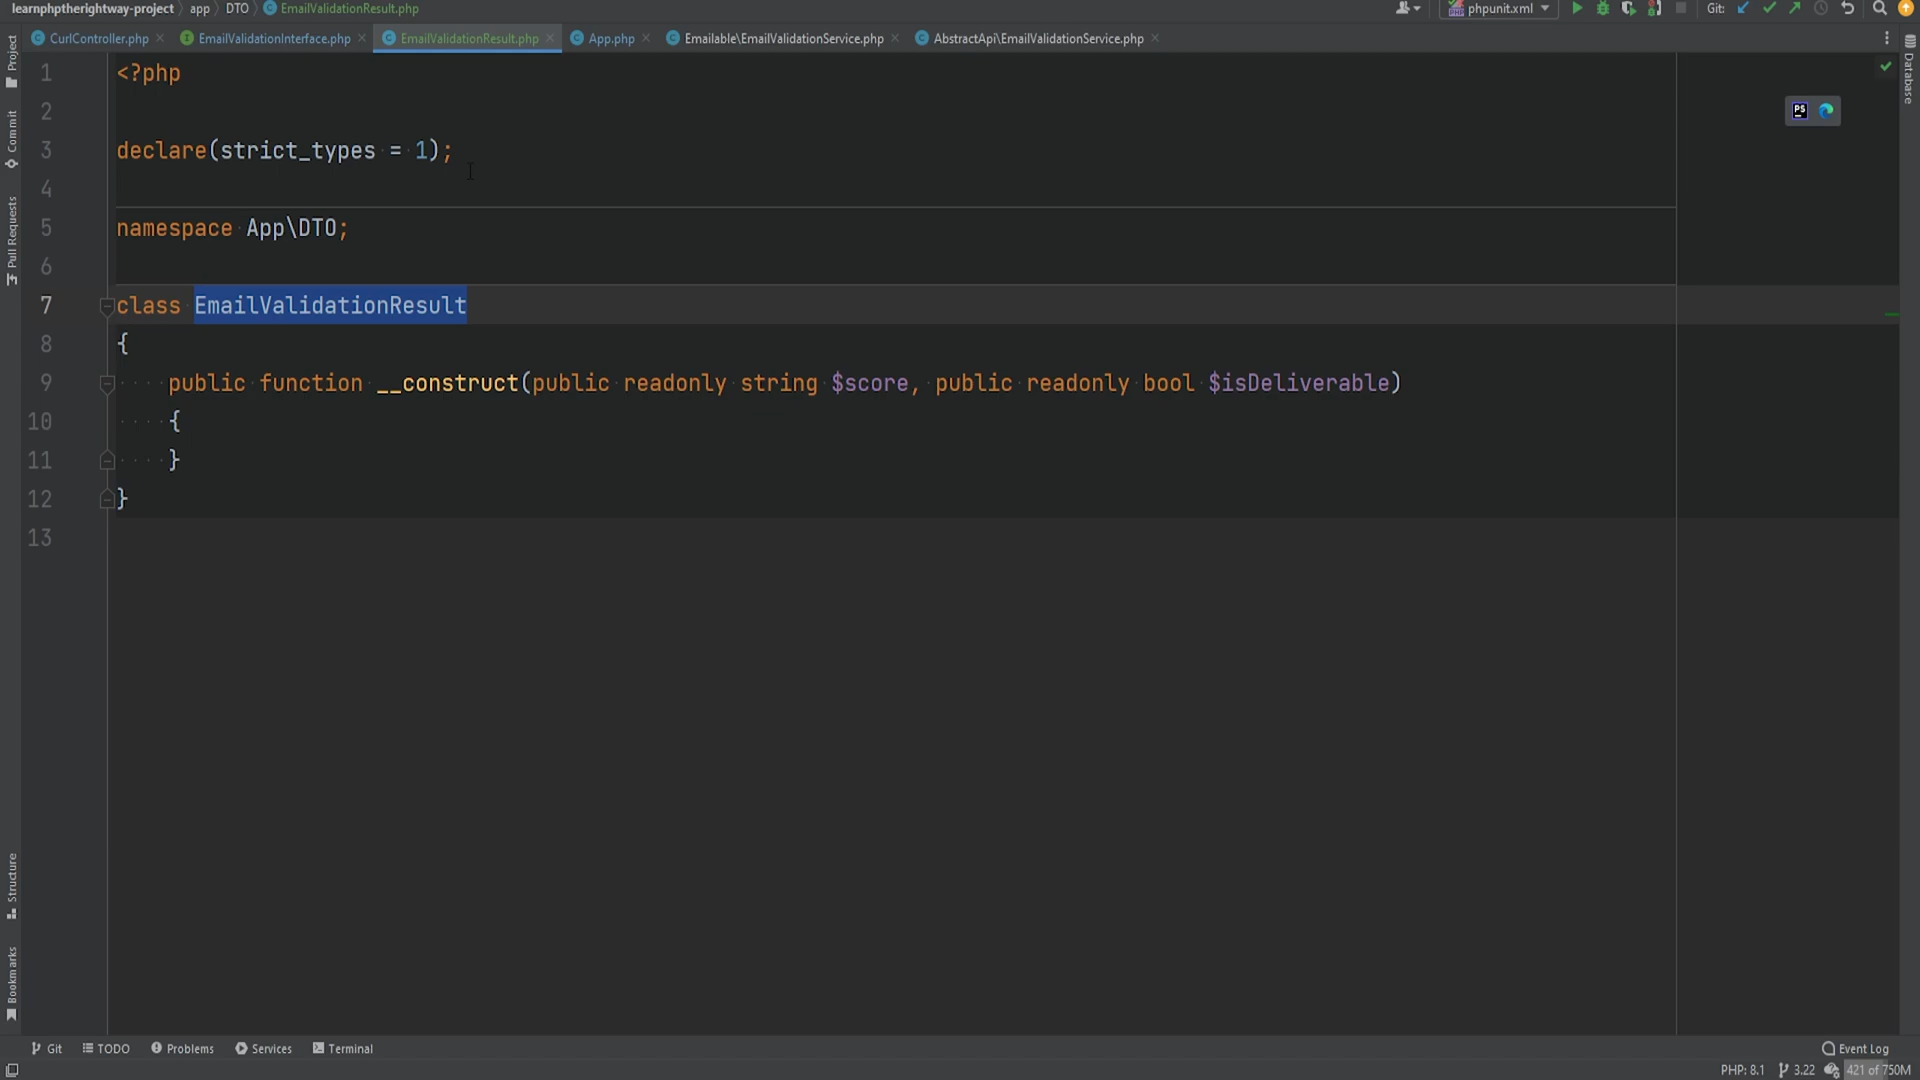 learnphptherightway-project app DTO EmailValidationResult.php
phpunit.xml Git:
CurlController.php EmailValidationInterface.php EmailValidationResult.php App.php Emailable\EmailValidationService.php AbstractApi\EmailValidationService.php
Project
Commit
Pull Requests
Structure
Bookmarks
Database
PS
1 <?php
2
3 declare(strict_types = 1);
4
5 namespace App\DTO;
6
7 class EmailValidationResult
8 {
9 public function __construct(public readonly string $score, public readonly bool $isDeliverable)
10 {
11 }
12 }
13
Git TODO Problems Services Terminal Event Log
PHP: 8.1 3.22 421 of 750M